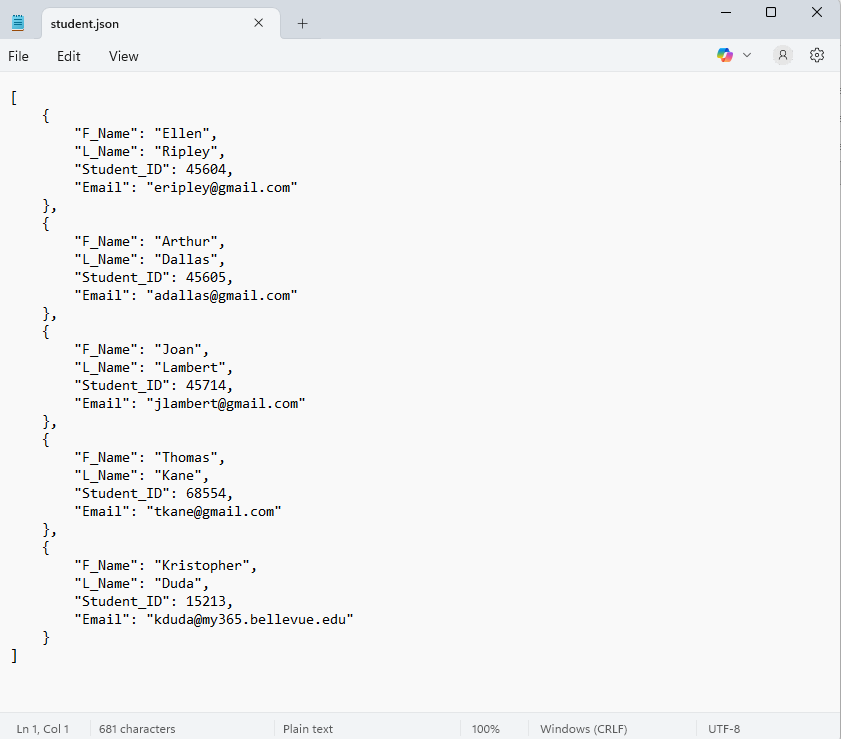 student.json
File Edit View
[
    {
        "F_Name": "Ellen",
        "L_Name": "Ripley",
        "Student_ID": 45604,
        "Email": "eripley@gmail.com"
    },
    {
        "F_Name": "Arthur",
        "L_Name": "Dallas",
        "Student_ID": 45605,
        "Email": "adallas@gmail.com"
    },
    {
        "F_Name": "Joan",
        "L_Name": "Lambert",
        "Student_ID": 45714,
        "Email": "jlambert@gmail.com"
    },
    {
        "F_Name": "Thomas",
        "L_Name": "Kane",
        "Student_ID": 68554,
        "Email": "tkane@gmail.com"
    },
    {
        "F_Name": "Kristopher",
        "L_Name": "Duda",
        "Student_ID": 15213,
        "Email": "kduda@my365.bellevue.edu"
    }
]
Ln 1, Col 1 681 characters Plain text 100% Windows (CRLF) UTF-8